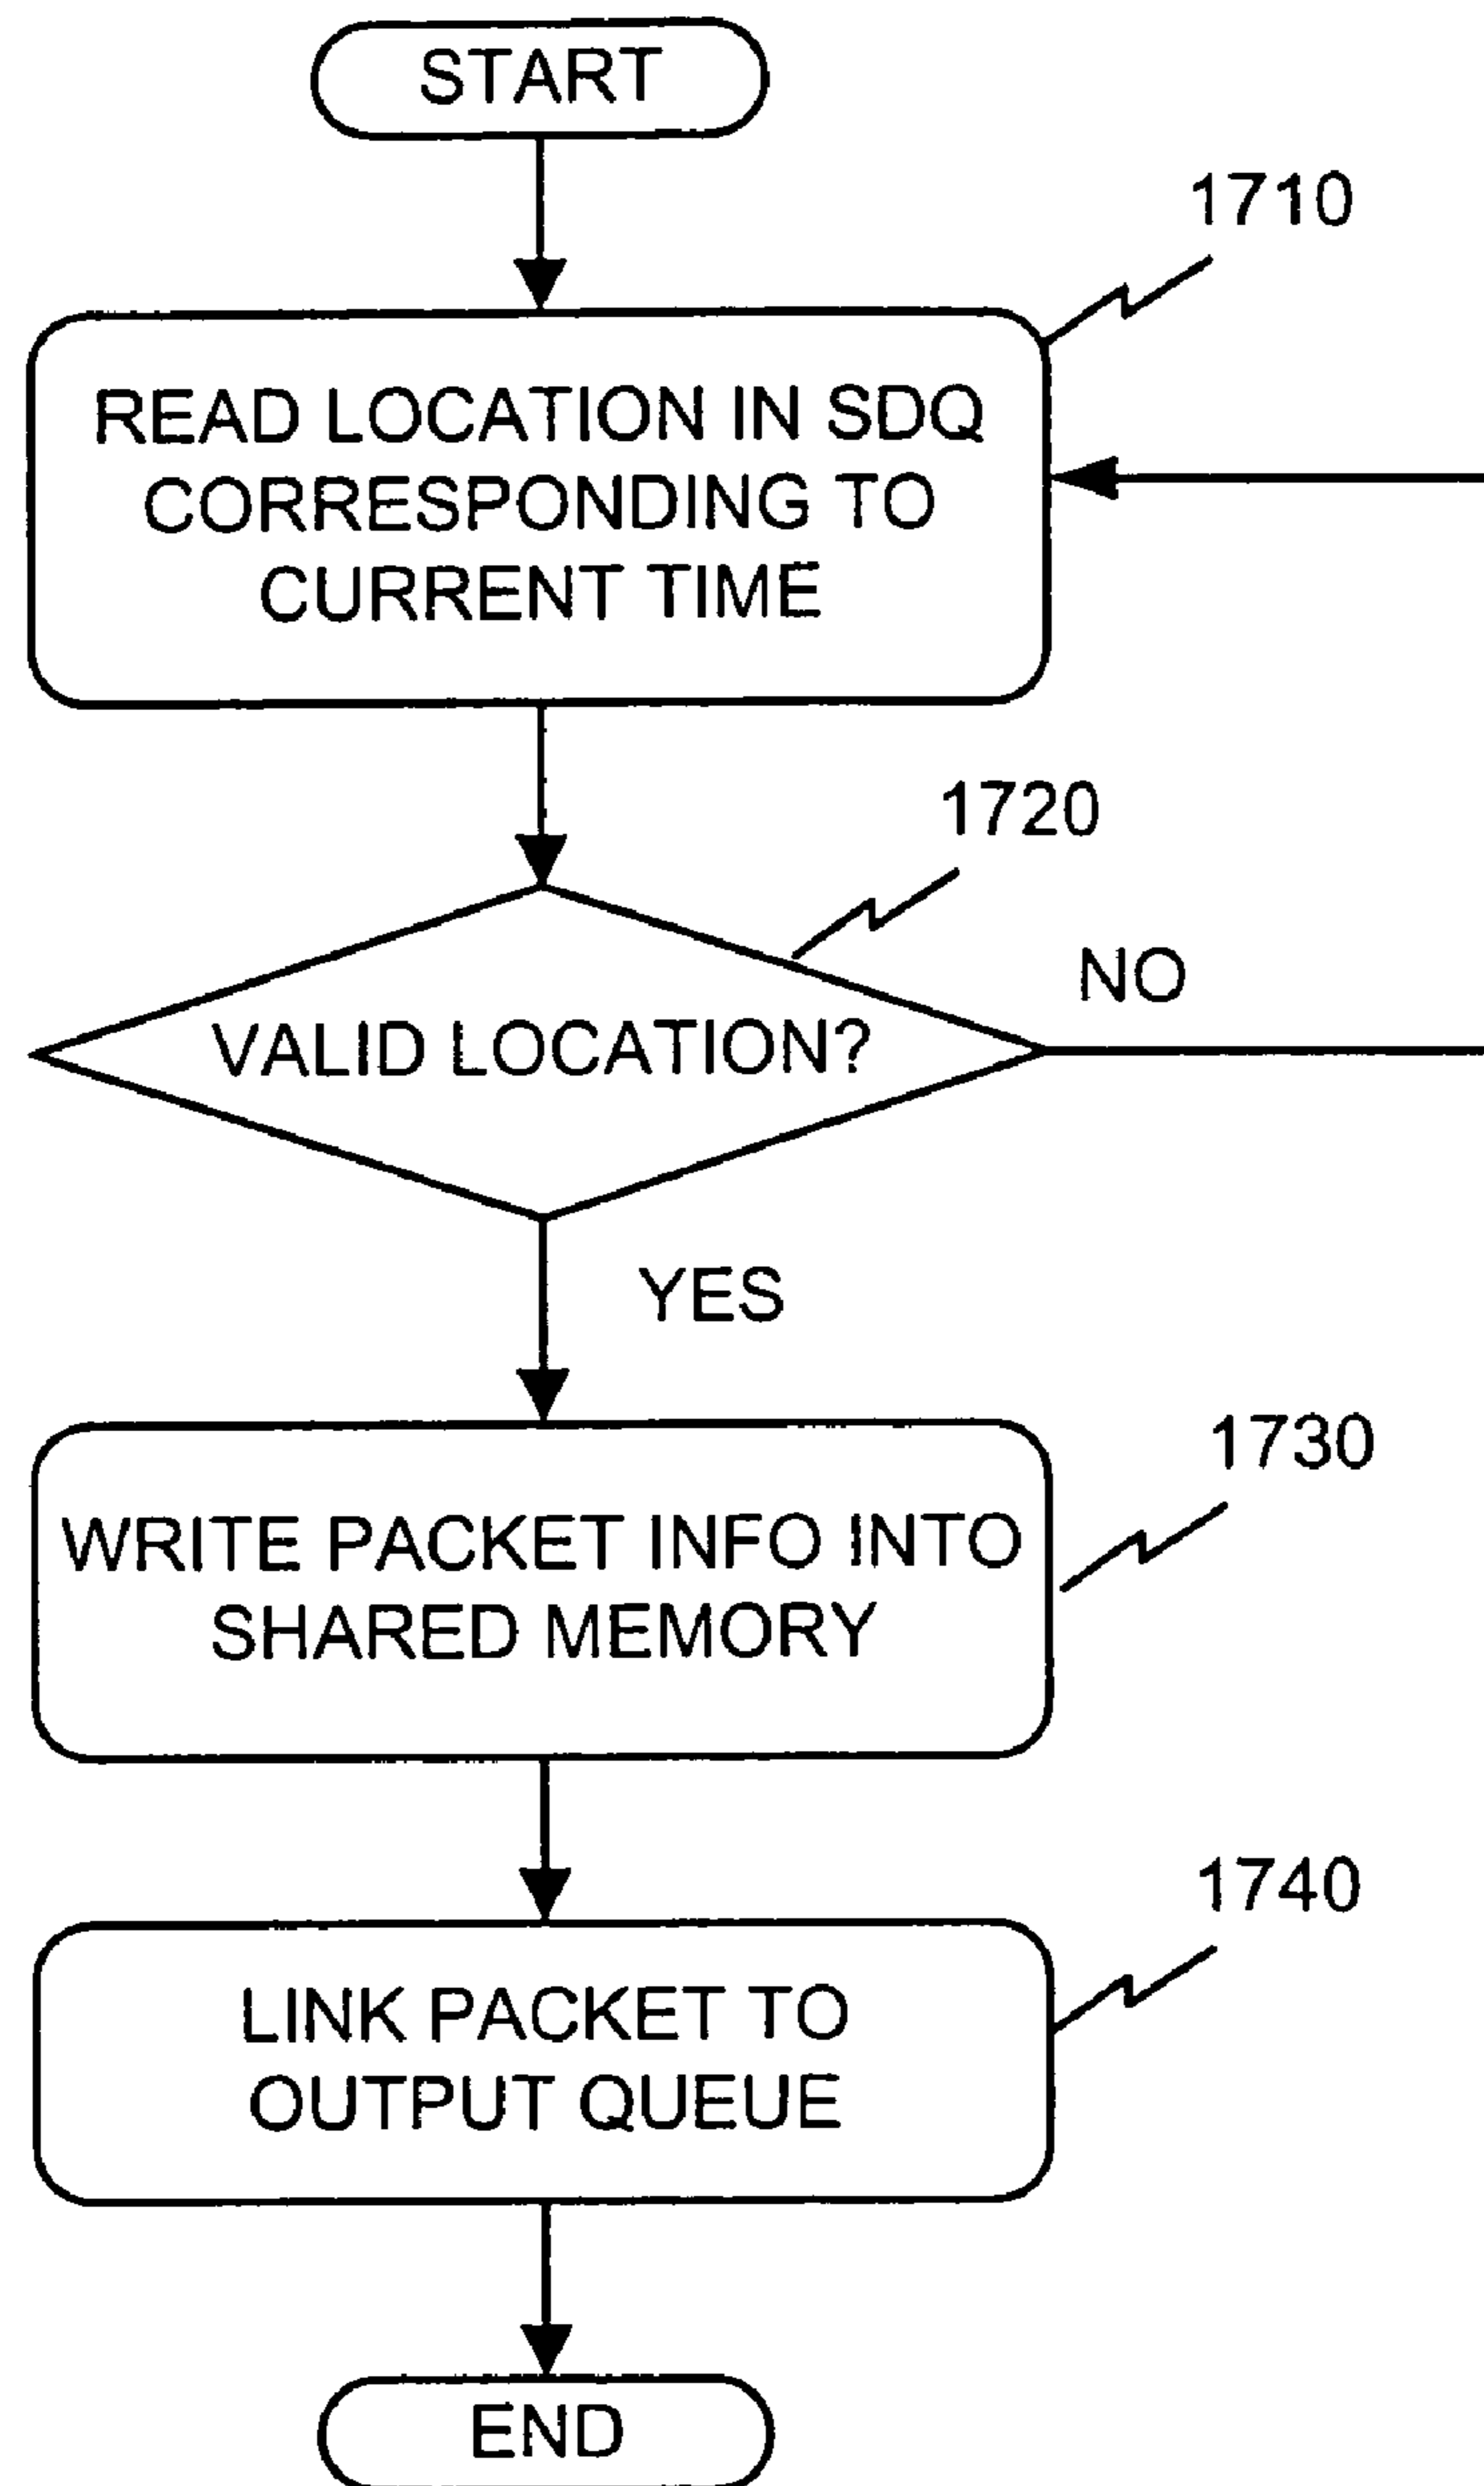 START
1710
READ LOCATION IN SDQ
CORRESPONDING TO
CURRENT TIME
1720
NO
VALID LOCATION?
YES
1730
WRITE PACKET INFO INTO
SHARED MEMORY
1740
LINK PACKET TO
OUTPUT QUEUE
END